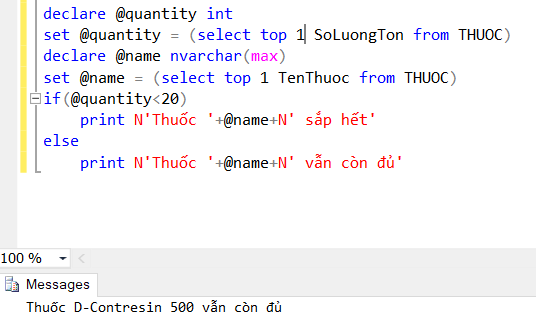 declare @quantity int
set @quantity = (select top 1 SoLuongTon from THUOC)
declare @name nvarchar(max)
set @name = (select top 1 TenThuoc from THUOC)
if(@quantity<20)
print N'Thuốc '+@name+N' sắp hết'
else
print N'Thuốc '+@name+N' vẫn còn đủ'
100 %
Messages
Thuốc D-Contresin 500 vẫn còn đủ